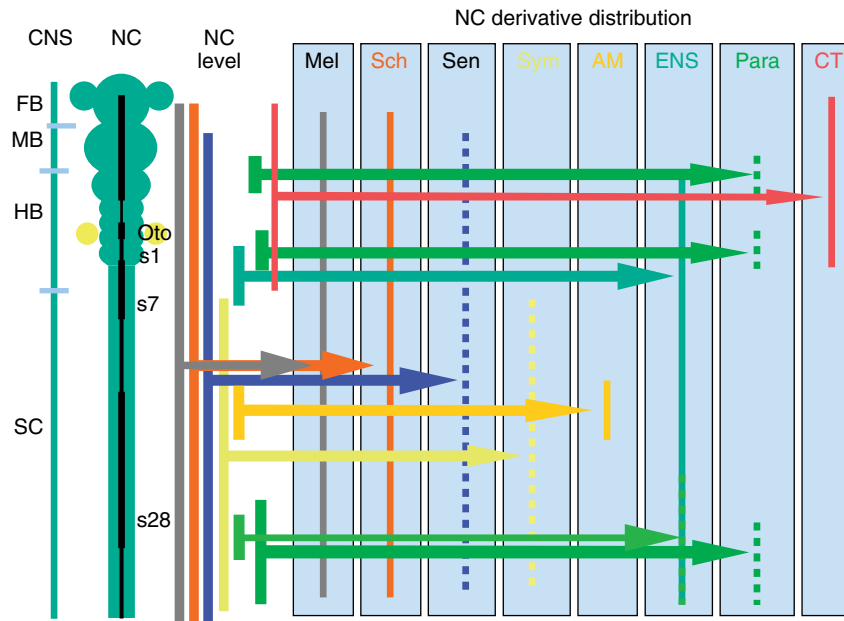 NC derivative distribution
CNS NC NC level
Mel Sch Sen Sym AM ENS Para CT
FB
MB
HB
Oto
s1
s7
SC
s28